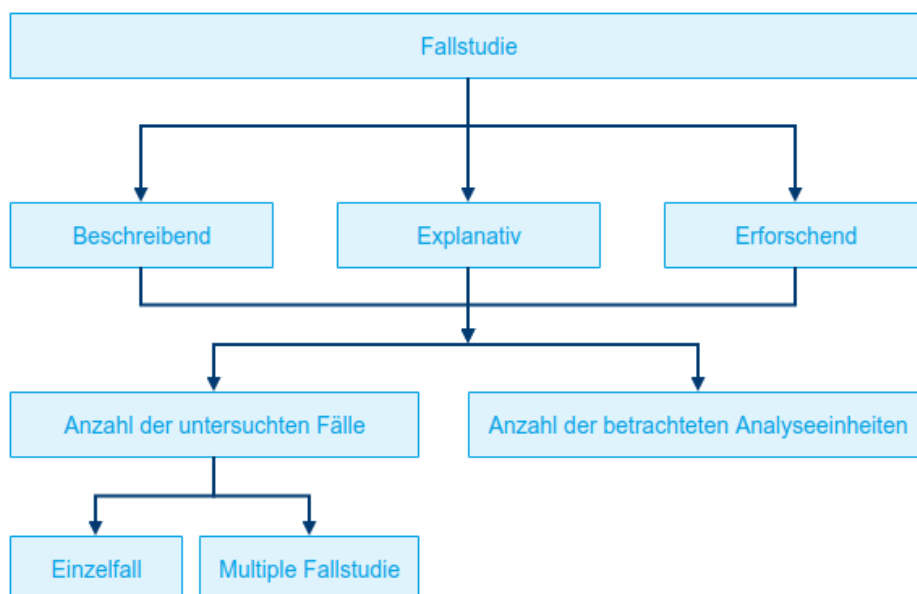 Fallstudie
Beschreibend
Explanativ
Erforschend
Anzahl der untersuchten Fälle
Anzahl der betrachteten Analyseeinheiten
Einzelfall
Multiple Fallstudie